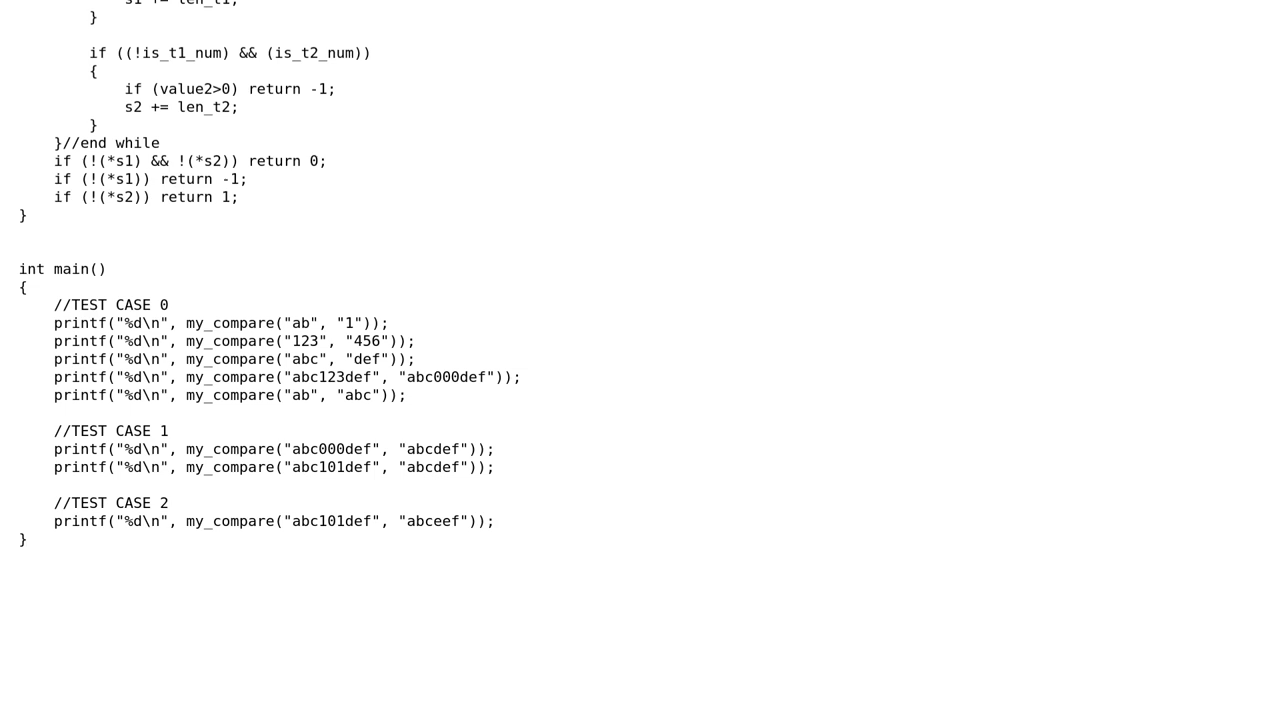 s1 += len_t1;
        }
        if ((!is_t1_num) && (is_t2_num))
        {
            if (value2>0) return -1;
            s2 += len_t2;
        }
    }//end while
    if (!(*s1) && !(*s2)) return 0;
    if (!(*s1)) return -1;
    if (!(*s2)) return 1;
}
int main()
{
    //TEST CASE 0
    printf("%d\n", my_compare("ab", "1"));
    printf("%d\n", my_compare("123", "456"));
    printf("%d\n", my_compare("abc", "def"));
    printf("%d\n", my_compare("abc123def", "abc000def"));
    printf("%d\n", my_compare("ab", "abc"));
    //TEST CASE 1
    printf("%d\n", my_compare("abc000def", "abcdef"));
    printf("%d\n", my_compare("abc101def", "abcdef"));
    //TEST CASE 2
    printf("%d\n", my_compare("abc101def", "abceef"));
}